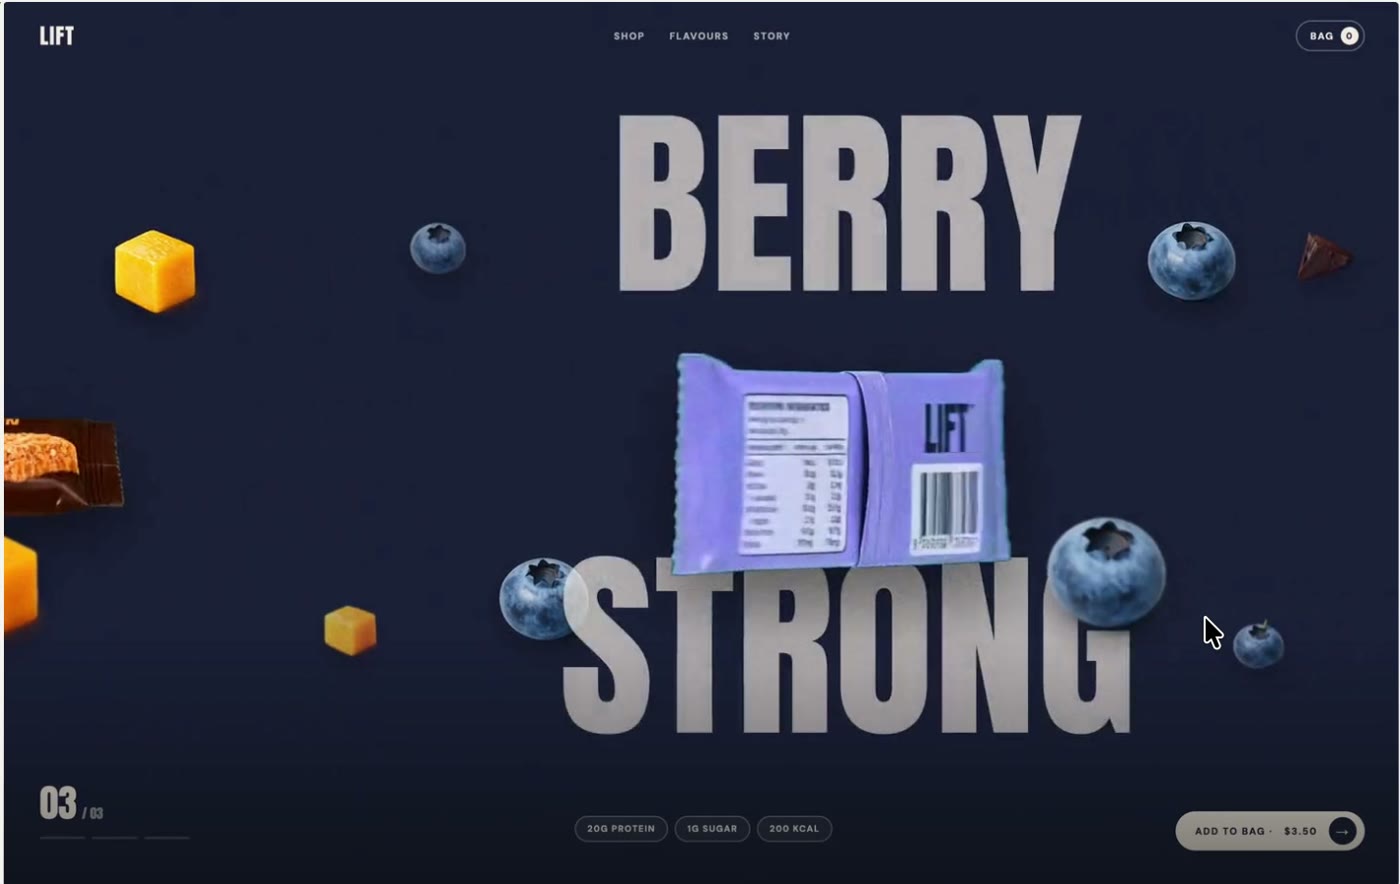 LIFT
SHOP FLAVOURS STORY
BAG 0
BERRY
LIFT
STRONG
03 / 03
20G PROTEIN 1G SUGAR 200 KCAL
ADD TO BAG · $3.50 →